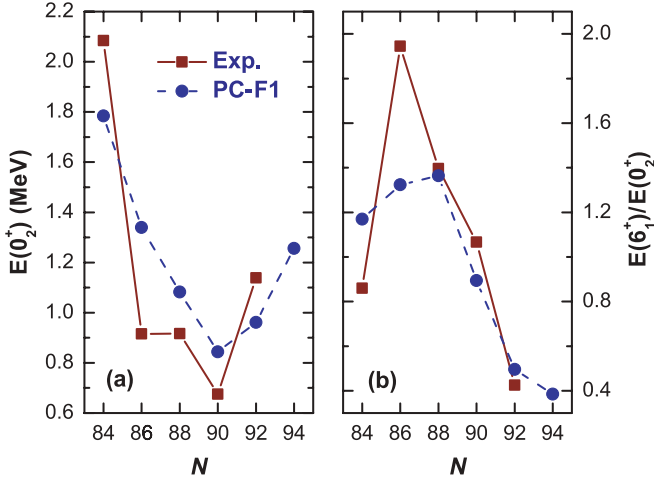 2.2
2.0
1.8
1.6
1.4
1.2
1.0
0.8
0.6
E(0₂⁺) (MeV)
Exp.
PC-F1
(a)
84 86 88 90 92 94
N
(b)
84 86 88 90 92 94
N
2.0
1.6
1.2
0.8
0.4
E(6₁⁺)/E(0₂⁺)